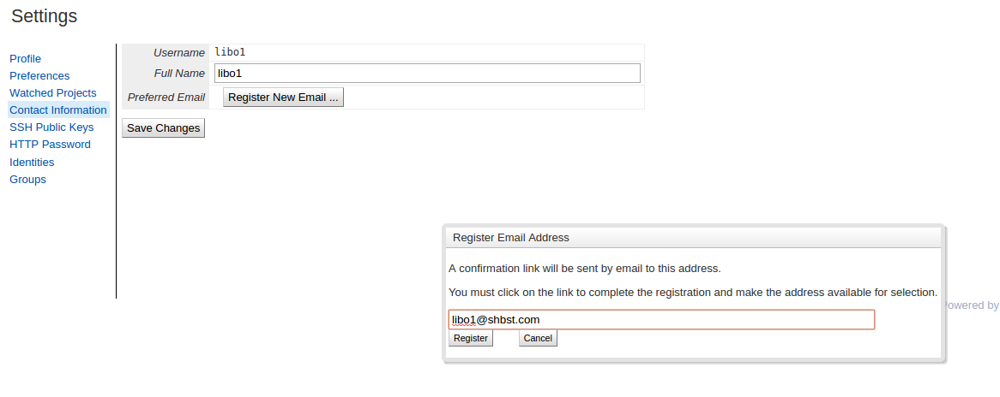 Settings
Profile
Preferences
Watched Projects
Contact Information
SSH Public Keys
HTTP Password
Identities
Groups
Username libo1
Full Name libo1
Preferred Email Register New Email ...
Save Changes
Register Email Address
A confirmation link will be sent by email to this address.
You must click on the link to complete the registration and make the address available for selection.
libo1@shbst.com
Register Cancel
Powered by